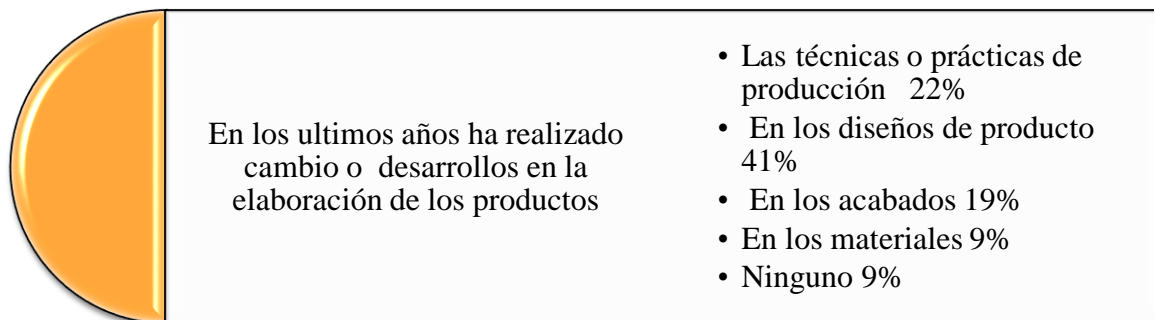 En los ultimos años ha realizado
cambio o desarrollos en la
elaboración de los productos
• Las técnicas o prácticas de
producción 22%
• En los diseños de producto
41%
• En los acabados 19%
• En los materiales 9%
• Ninguno 9%